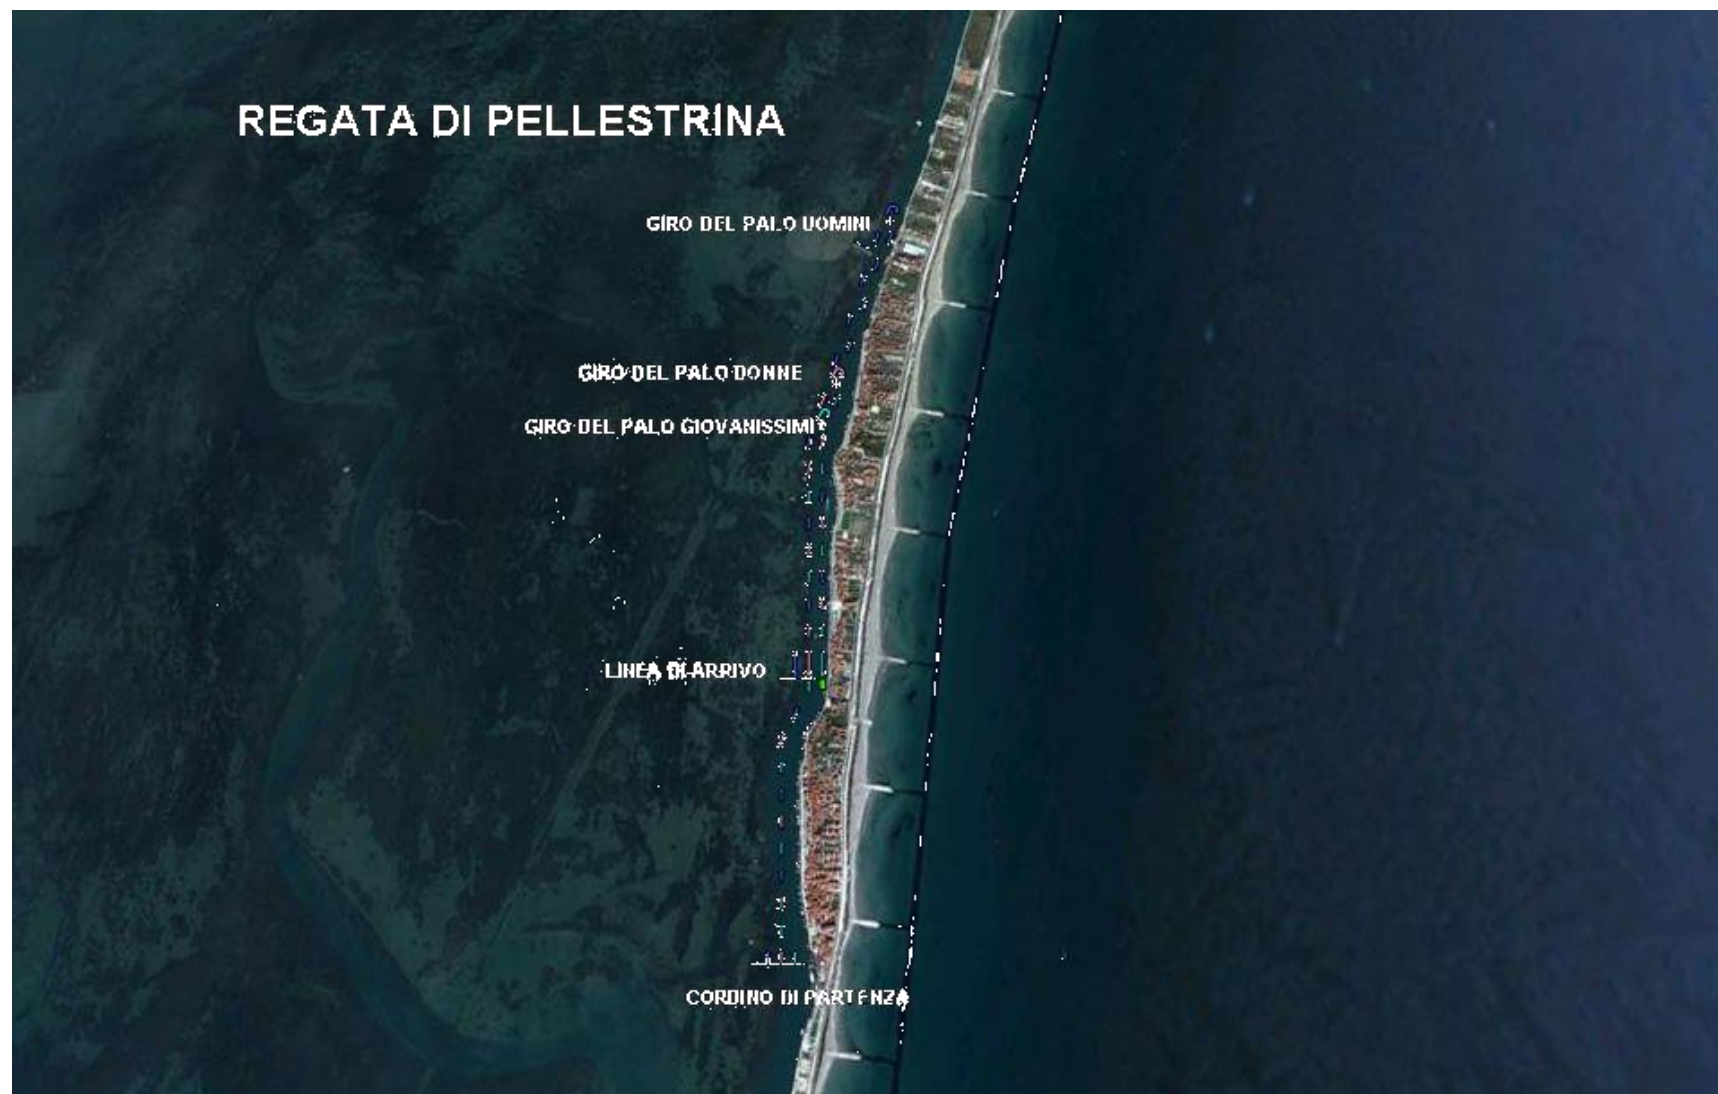 REGATA DI PELLESTRINA
GIRO DEL PALO UOMINI
GIRO DEL PALO DONNE
GIRO DEL PALO GIOVANISSIMI
LINEA DI ARRIVO
CORDINO DI PARTENZA